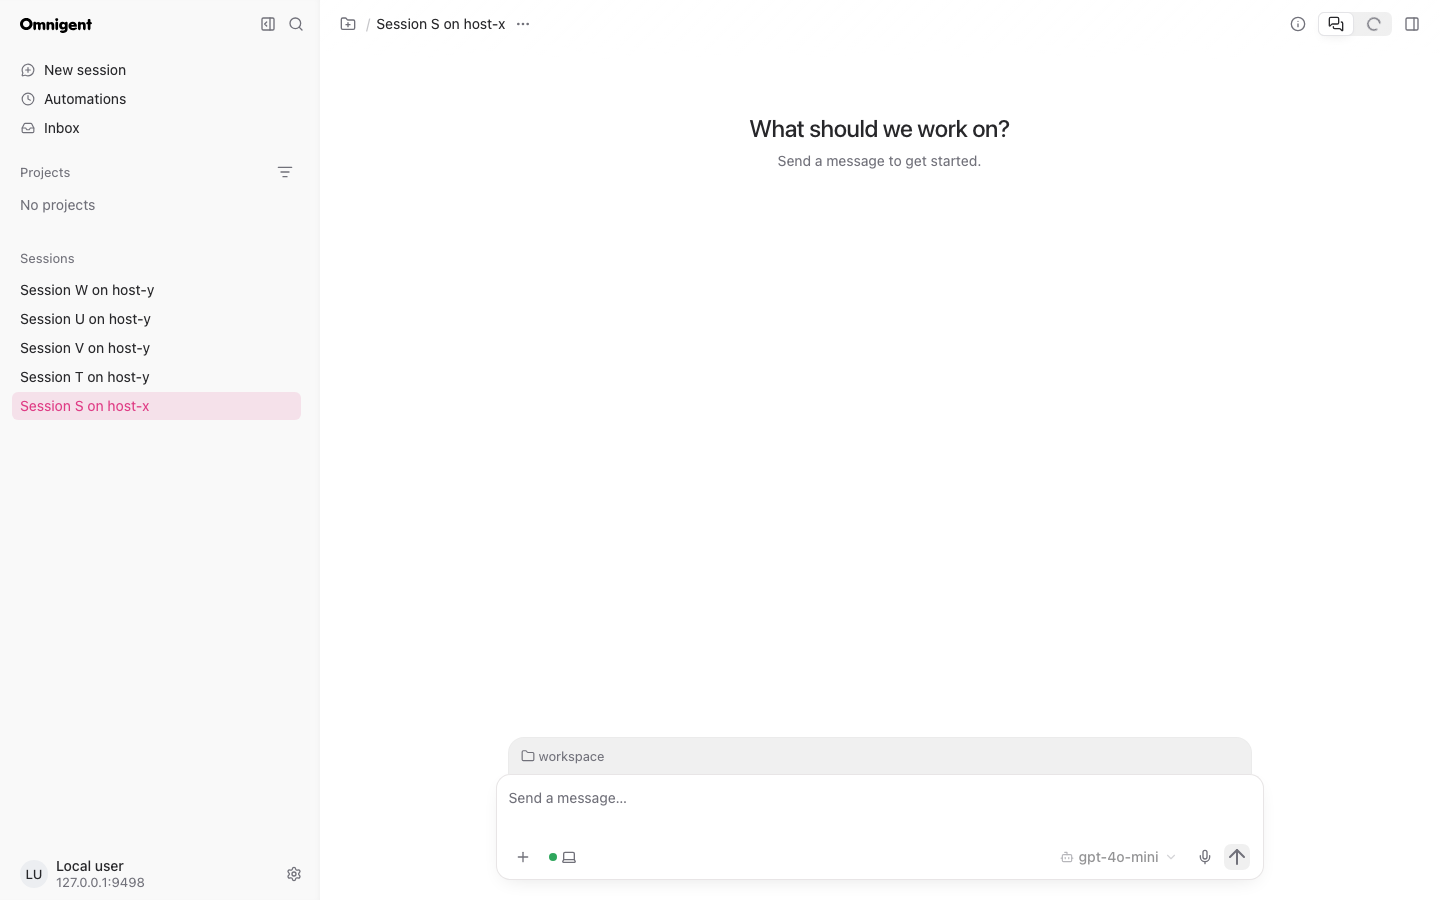 Omnigent
/ Session S on host-x
New session
Automations
Inbox
Projects
No projects
Sessions
Session W on host-y
Session U on host-y
Session V on host-y
Session T on host-y
Session S on host-x
What should we work on?
Send a message to get started.
workspace
Send a message...
gpt-4o-mini
LU
Local user
127.0.0.1:9498